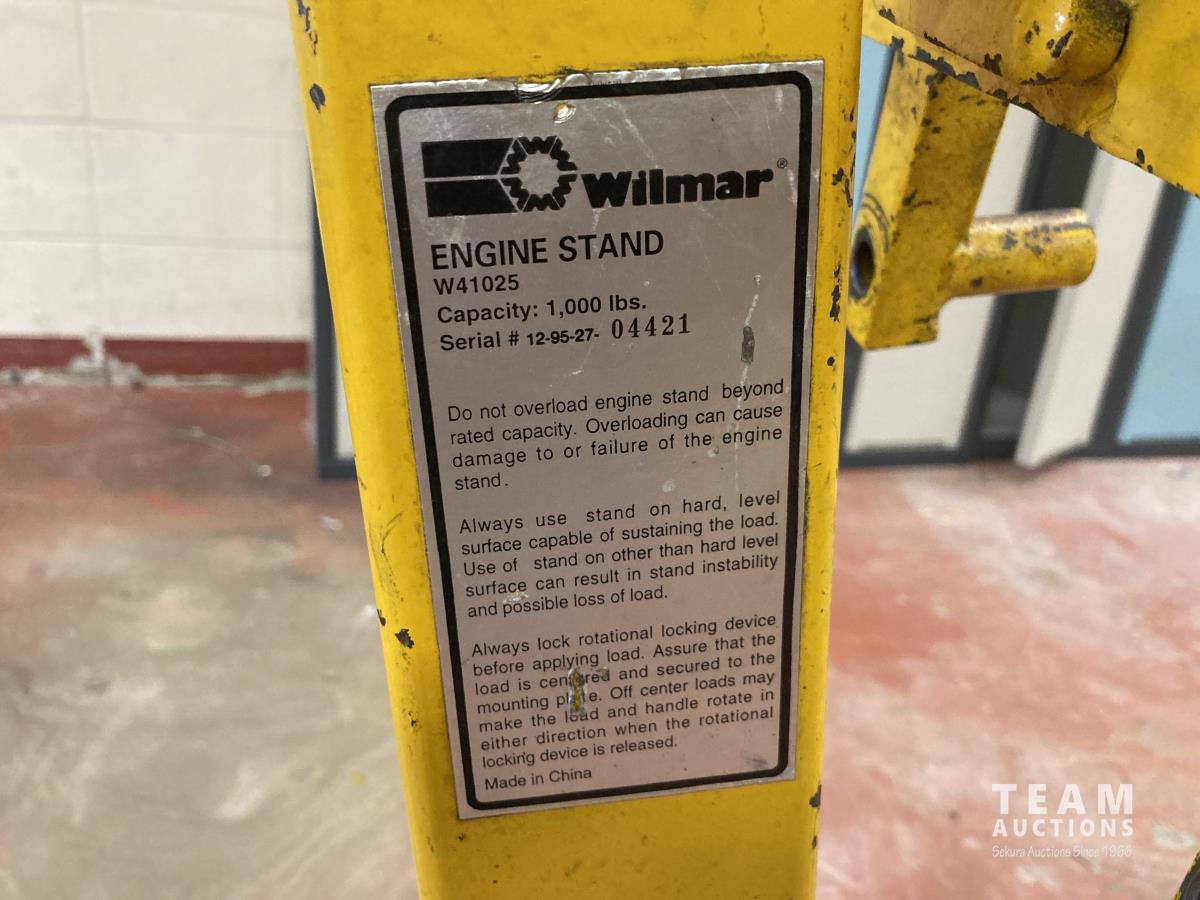 Wilmar®
ENGINE STAND
W41025
Capacity: 1,000 lbs.
Serial # 12-95-27- 04421
Do not overload engine stand beyond
rated capacity. Overloading can cause
damage to or failure of the engine
stand.
Always use stand on hard, level
surface capable of sustaining the load.
Use of stand on other than hard level
surface can result in stand instability
and possible loss of load.
Always lock rotational locking device
before applying load. Assure that the
load is centered and secured to the
mounting plate. Off center loads may
make the load and handle rotate in
either direction when the rotational
locking device is released.
Made in China
TEAM
AUCTIONS
Sekura Auctions Since 1966